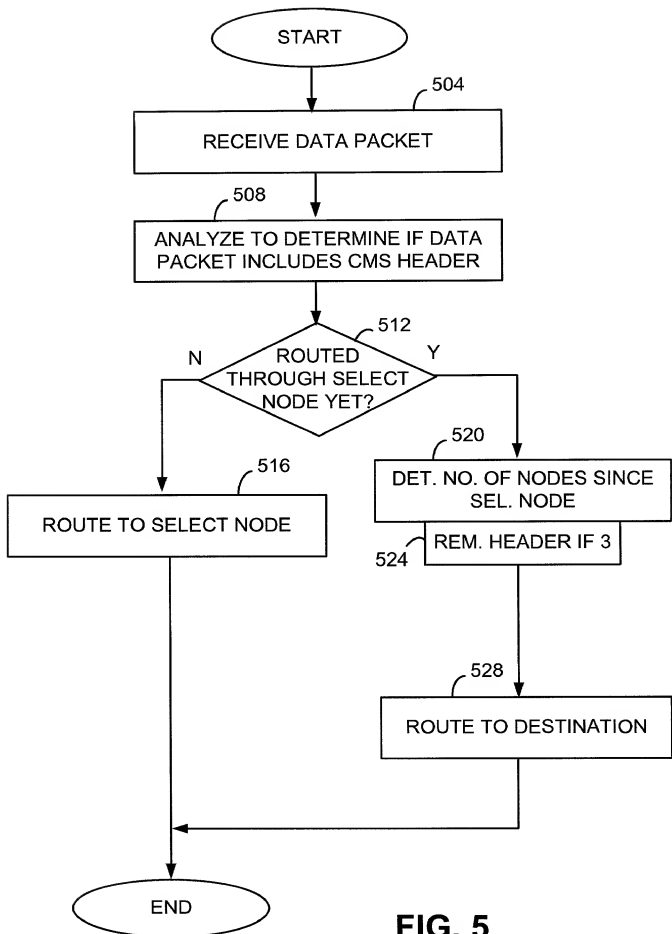 START
504
RECEIVE DATA PACKET
508
ANALYZE TO DETERMINE IF DATA
PACKET INCLUDES CMS HEADER
512
N
Y
ROUTED
THROUGH SELECT
NODE YET?
516
ROUTE TO SELECT NODE
520
DET. NO. OF NODES SINCE
SEL. NODE
524
REM. HEADER IF 3
528
ROUTE TO DESTINATION
END
FIG. 5